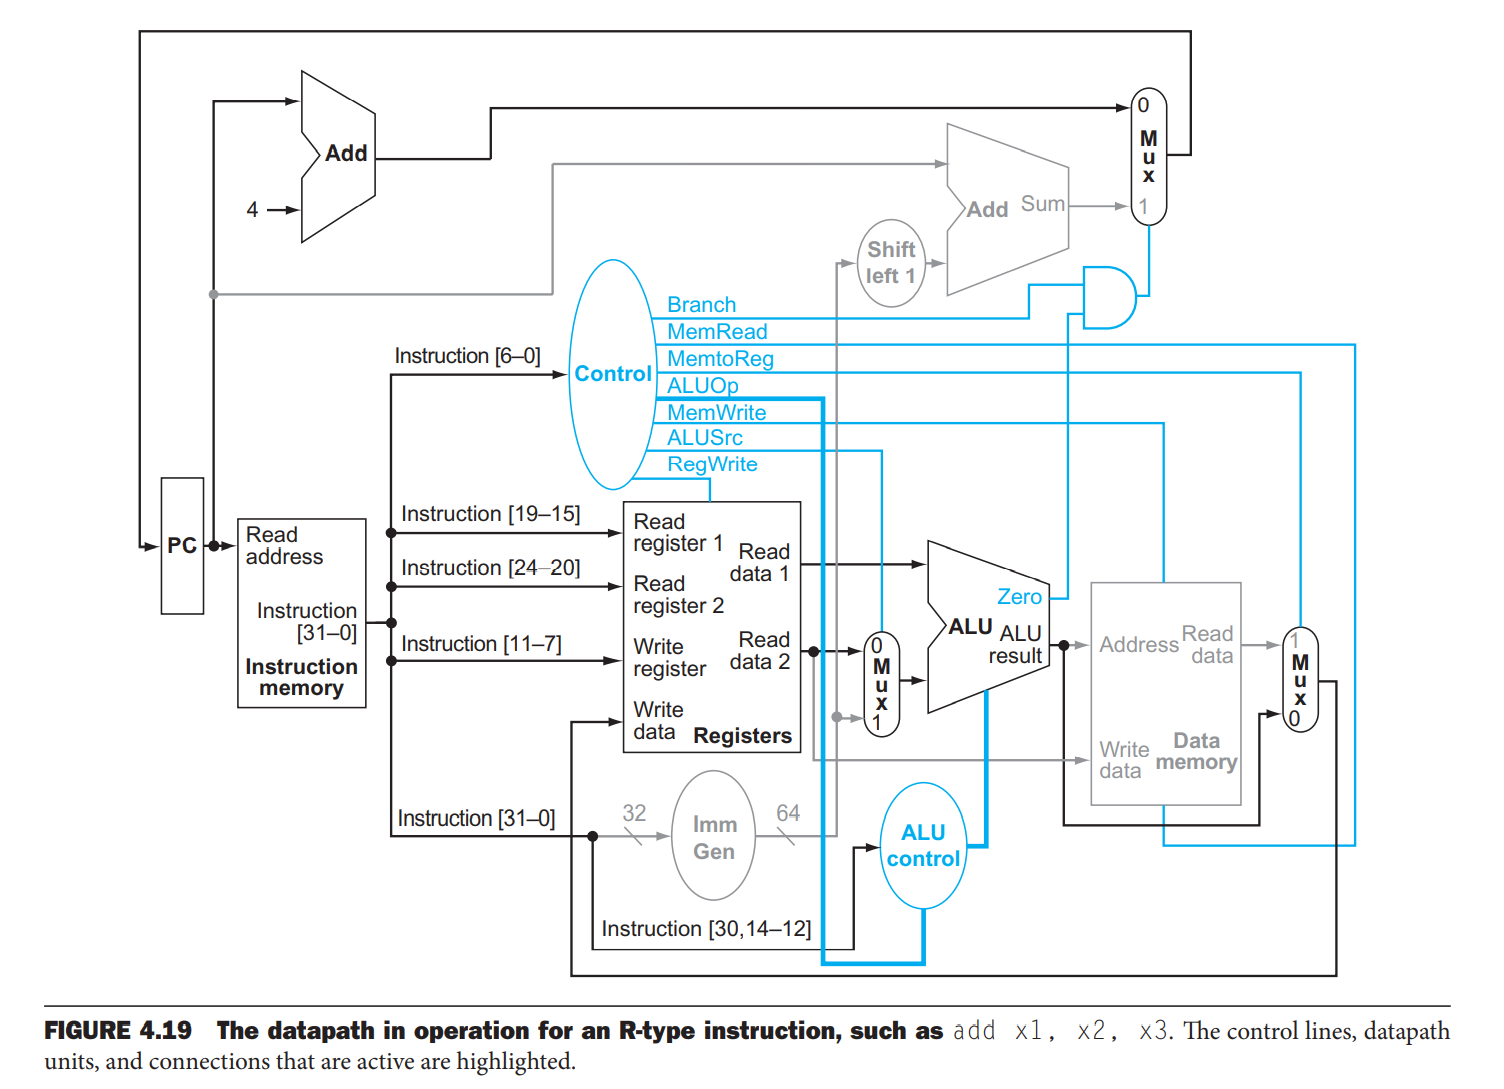 0
M
u
x
1
Add
4
Add Sum
Shift
left 1
Branch
MemRead
MemtoReg
ALUOp
MemWrite
ALUSrc
RegWrite
Control
Instruction [6–0]
PC
Read
address
Instruction
[31–0]
Instruction
memory
Instruction [19–15]
Instruction [24–20]
Instruction [11–7]
Instruction [31–0]
Read
register 1
Read
register 2
Write
register
Write
data
Read
data 1
Read
data 2
Registers
0
M
u
x
1
Zero
ALU
ALU
result
Address
Read
data
Write
data
Data
memory
1
M
u
x
0
32
Imm
Gen
64
ALU
control
Instruction [30,14–12]
FIGURE 4.19 The datapath in operation for an R-type instruction, such as add x1, x2, x3. The control lines, datapath
units, and connections that are active are highlighted.